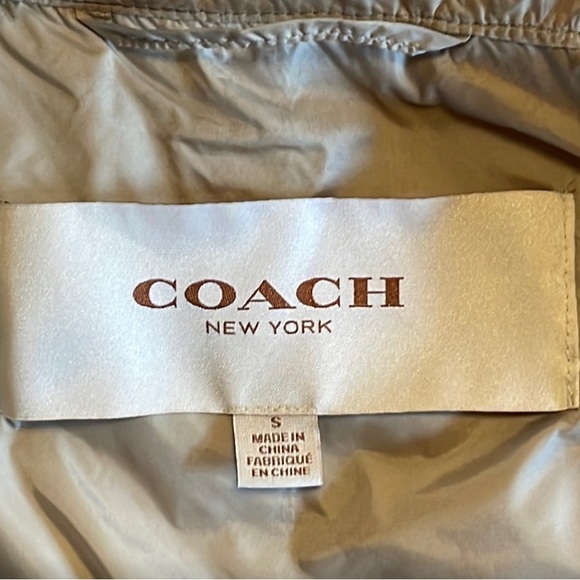 COACH
NEW YORK
S
MADE IN
CHINA
FABRIQUÉ
EN CHINE